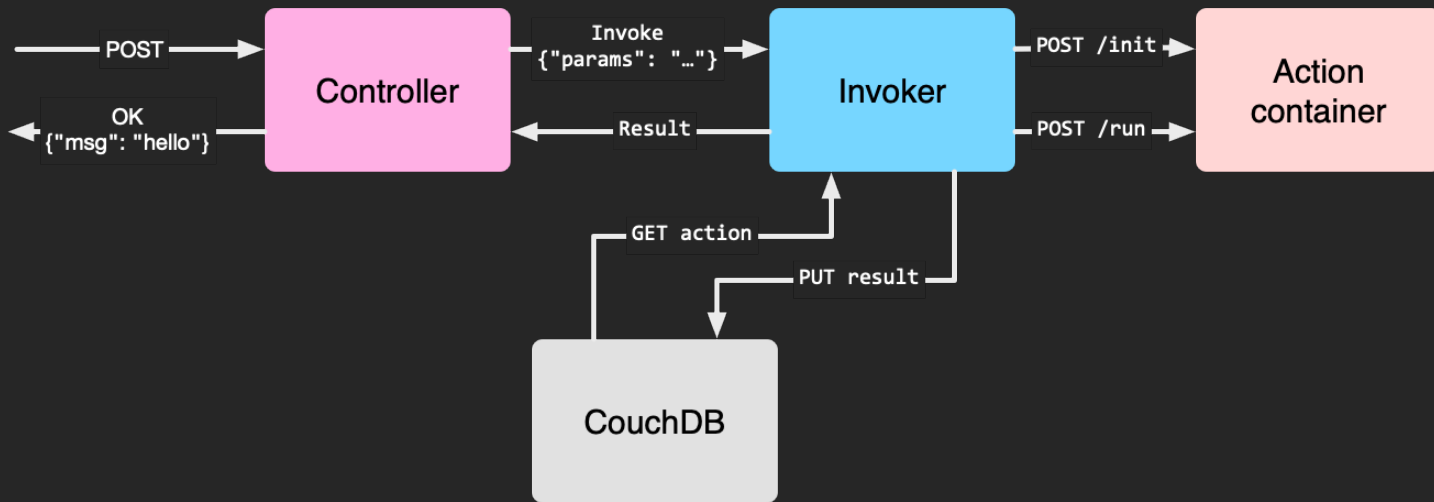 POST
Controller
Invoke
{"params": "…"}
Invoker
POST /init
Action
container
OK
{"msg": "hello"}
Result
POST /run
GET action
PUT result
CouchDB